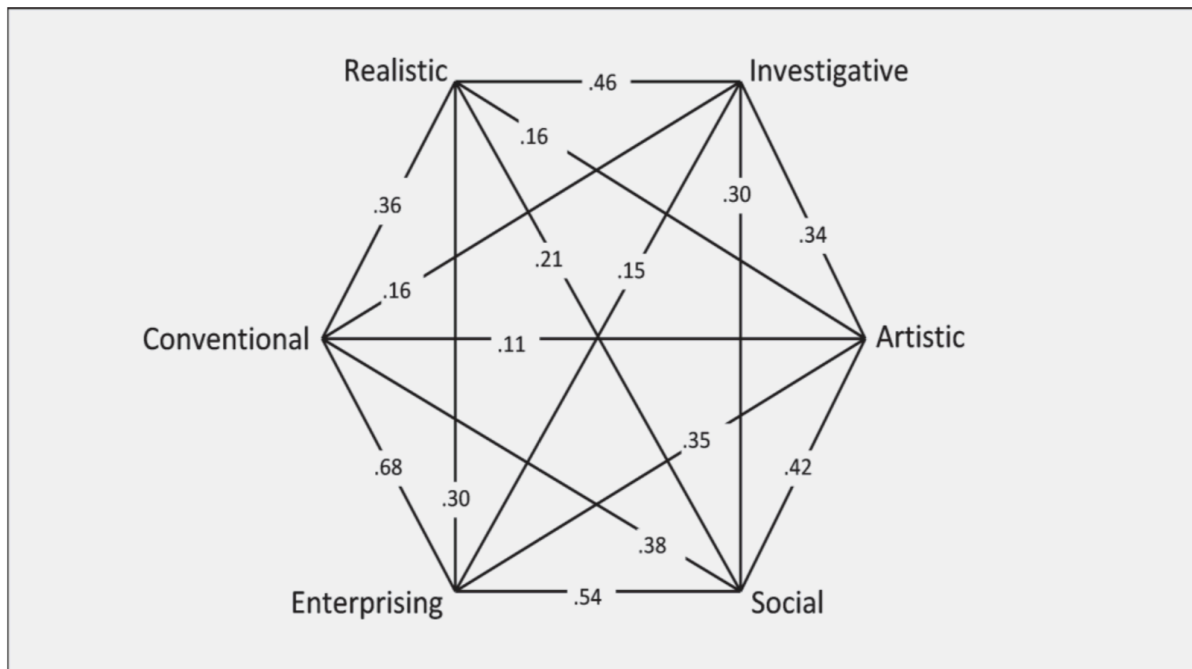 Realistic
Investigative
.46
.16
.30
.36
.34
.21
.15
.16
Conventional
.11
Artistic
.35
.68
.42
.30
.38
Enterprising
.54
Social